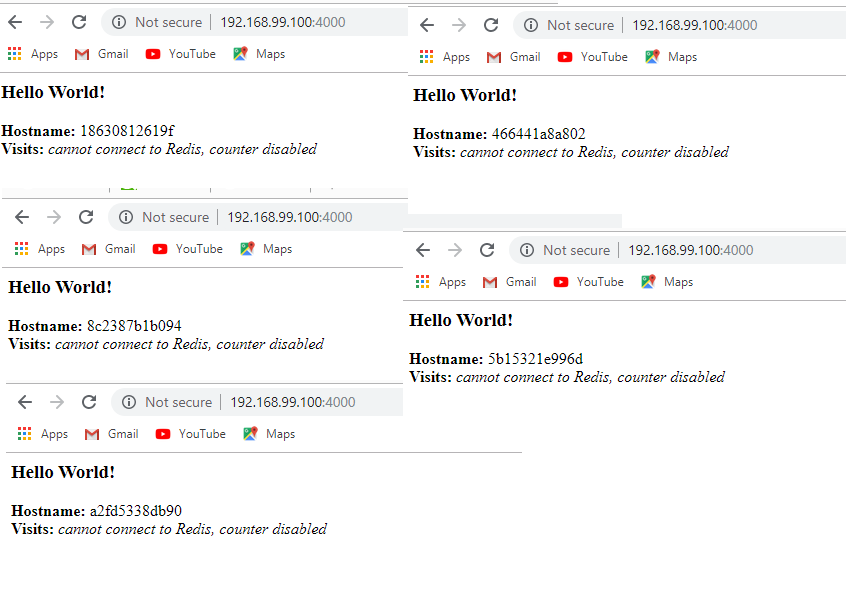 Not secure | 192.168.99.100:4000
Apps Gmail YouTube Maps
Hello World!
Hostname: 18630812619f
Visits: cannot connect to Redis, counter disabled
Not secure | 192.168.99.100:4000
Apps Gmail YouTube Maps
Hello World!
Hostname: 466441a8a802
Visits: cannot connect to Redis, counter disabled
Not secure | 192.168.99.100:4000
Apps Gmail YouTube Maps
Hello World!
Hostname: 8c2387b1b094
Visits: cannot connect to Redis, counter disabled
Not secure | 192.168.99.100:4000
Apps Gmail YouTube Maps
Hello World!
Hostname: 5b15321e996d
Visits: cannot connect to Redis, counter disabled
Not secure | 192.168.99.100:4000
Apps Gmail YouTube Maps
Hello World!
Hostname: a2fd5338db90
Visits: cannot connect to Redis, counter disabled